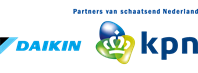 Partners van schaatsend Nederland
DAIKIN kpn